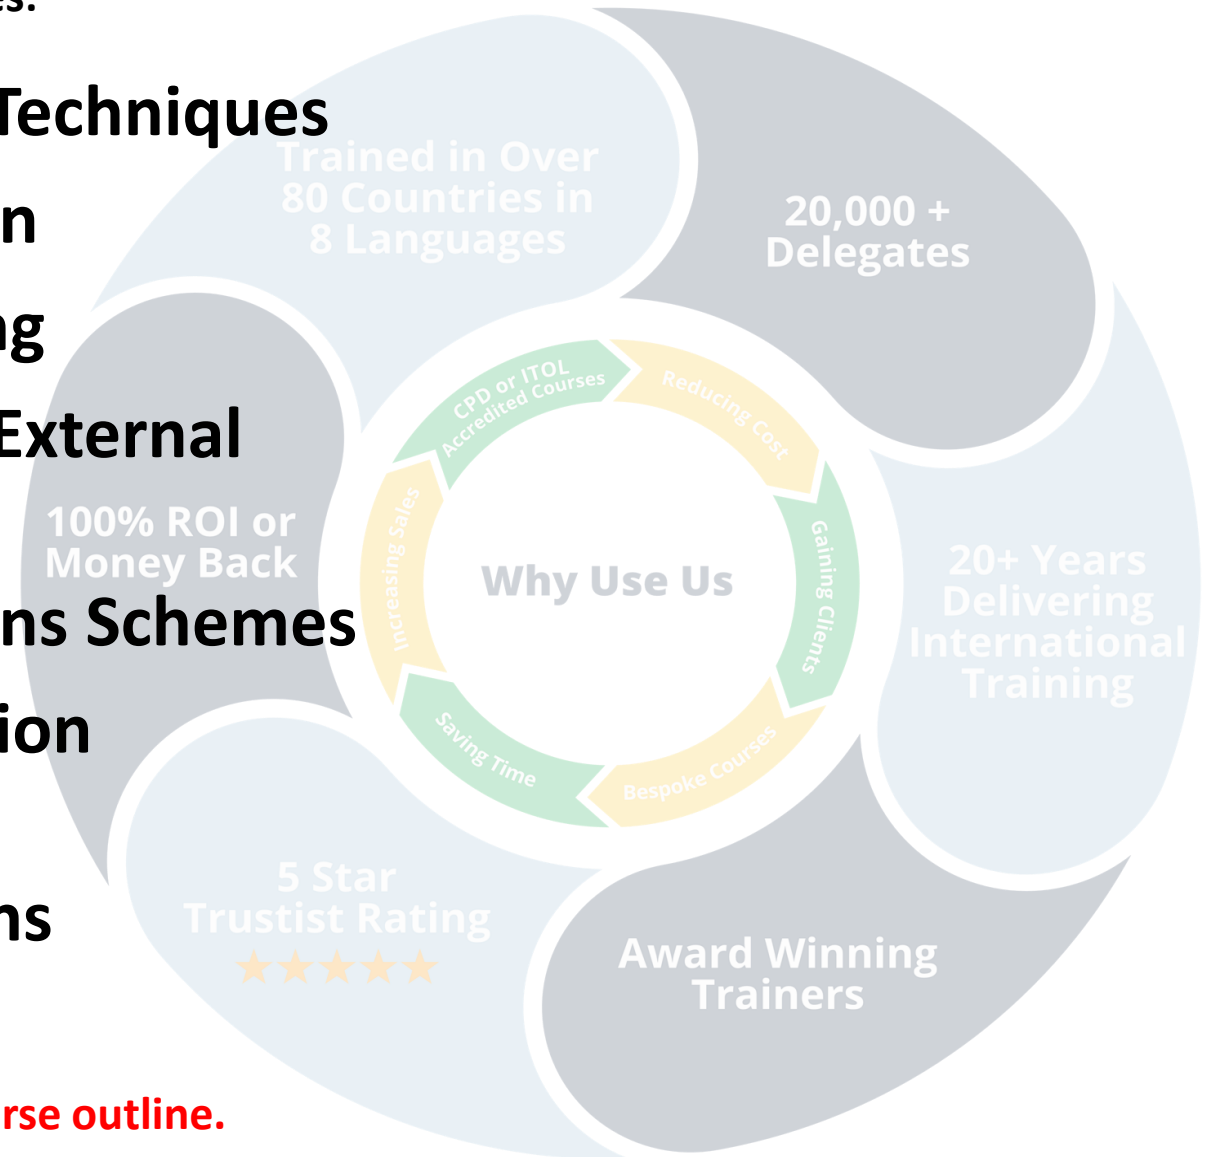 es:
Techniques
Trained in Over
80 Countries in
8 Languages
20,000 +
Delegates
n
ng
External
CPD or ITOL
Accredited Courses
Reducing Cost
100% ROI or
Money Back
Increasing Sales
Why Use Us
Gaining Clients
20+ Years
Delivering
International
Training
ns Schemes
tion
Saving Time
Bespoke Courses
5 Star
Trustist Rating
ns
Award Winning
Trainers
rse outline.